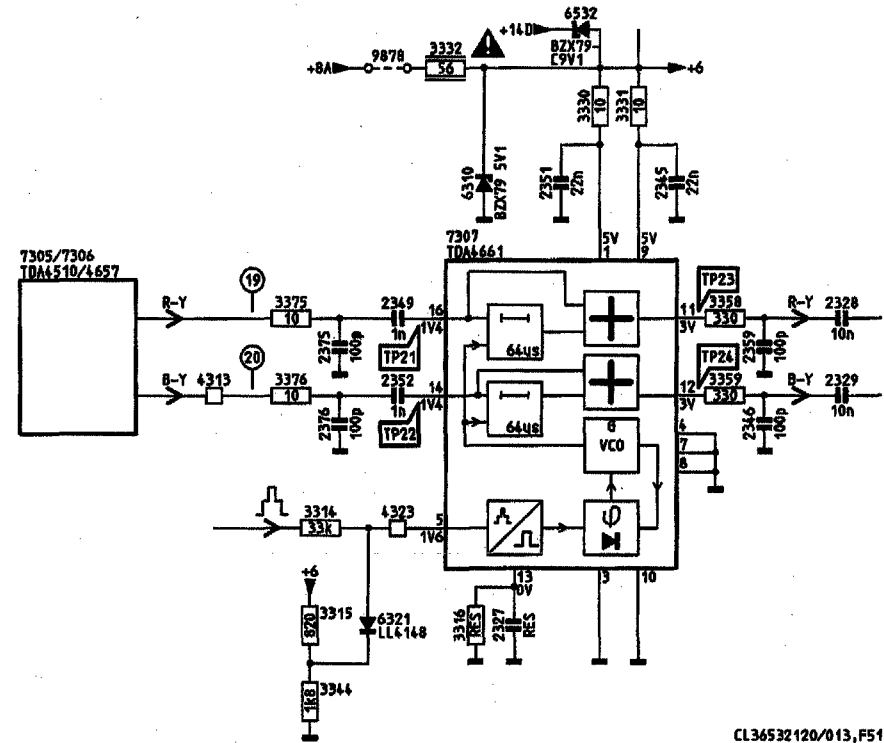 6532
+14D
BZX79-
C9V1
+8A
9878
3332
56
+6
3330
10
3331
10
6310
BZX79 5V1
2351
22n
2345
22n
7305/7306
TDA4510/4657
7307
TDA4661
5V
1
5V
9
R-Y
19
3375
10
2349
1n
16
1V4
TP21
2375
100p
64us
11
3V
TP23
3358
330
2359
100p
R-Y
2328
10n
B-Y
4313
20
3376
10
2352
1n
14
1V4
TP22
2376
100p
64us
12
3V
TP24
3359
330
2346
100p
B-Y
2329
10n
VCO
4
7
8
3314
33k
4323
5
1V6
φ
13
0V
3
10
+6
3315
820
6321
LL4148
3344
1k8
3316
RES
2327
RES
CL36532120/013,F51